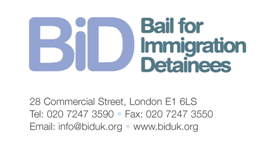 BiD
Bail for
Immigration
Detainees
28 Commercial Street, London E1 6LS
Tel: 020 7247 3590 • Fax: 020 7247 3550
Email: info@biduk.org • www.biduk.org